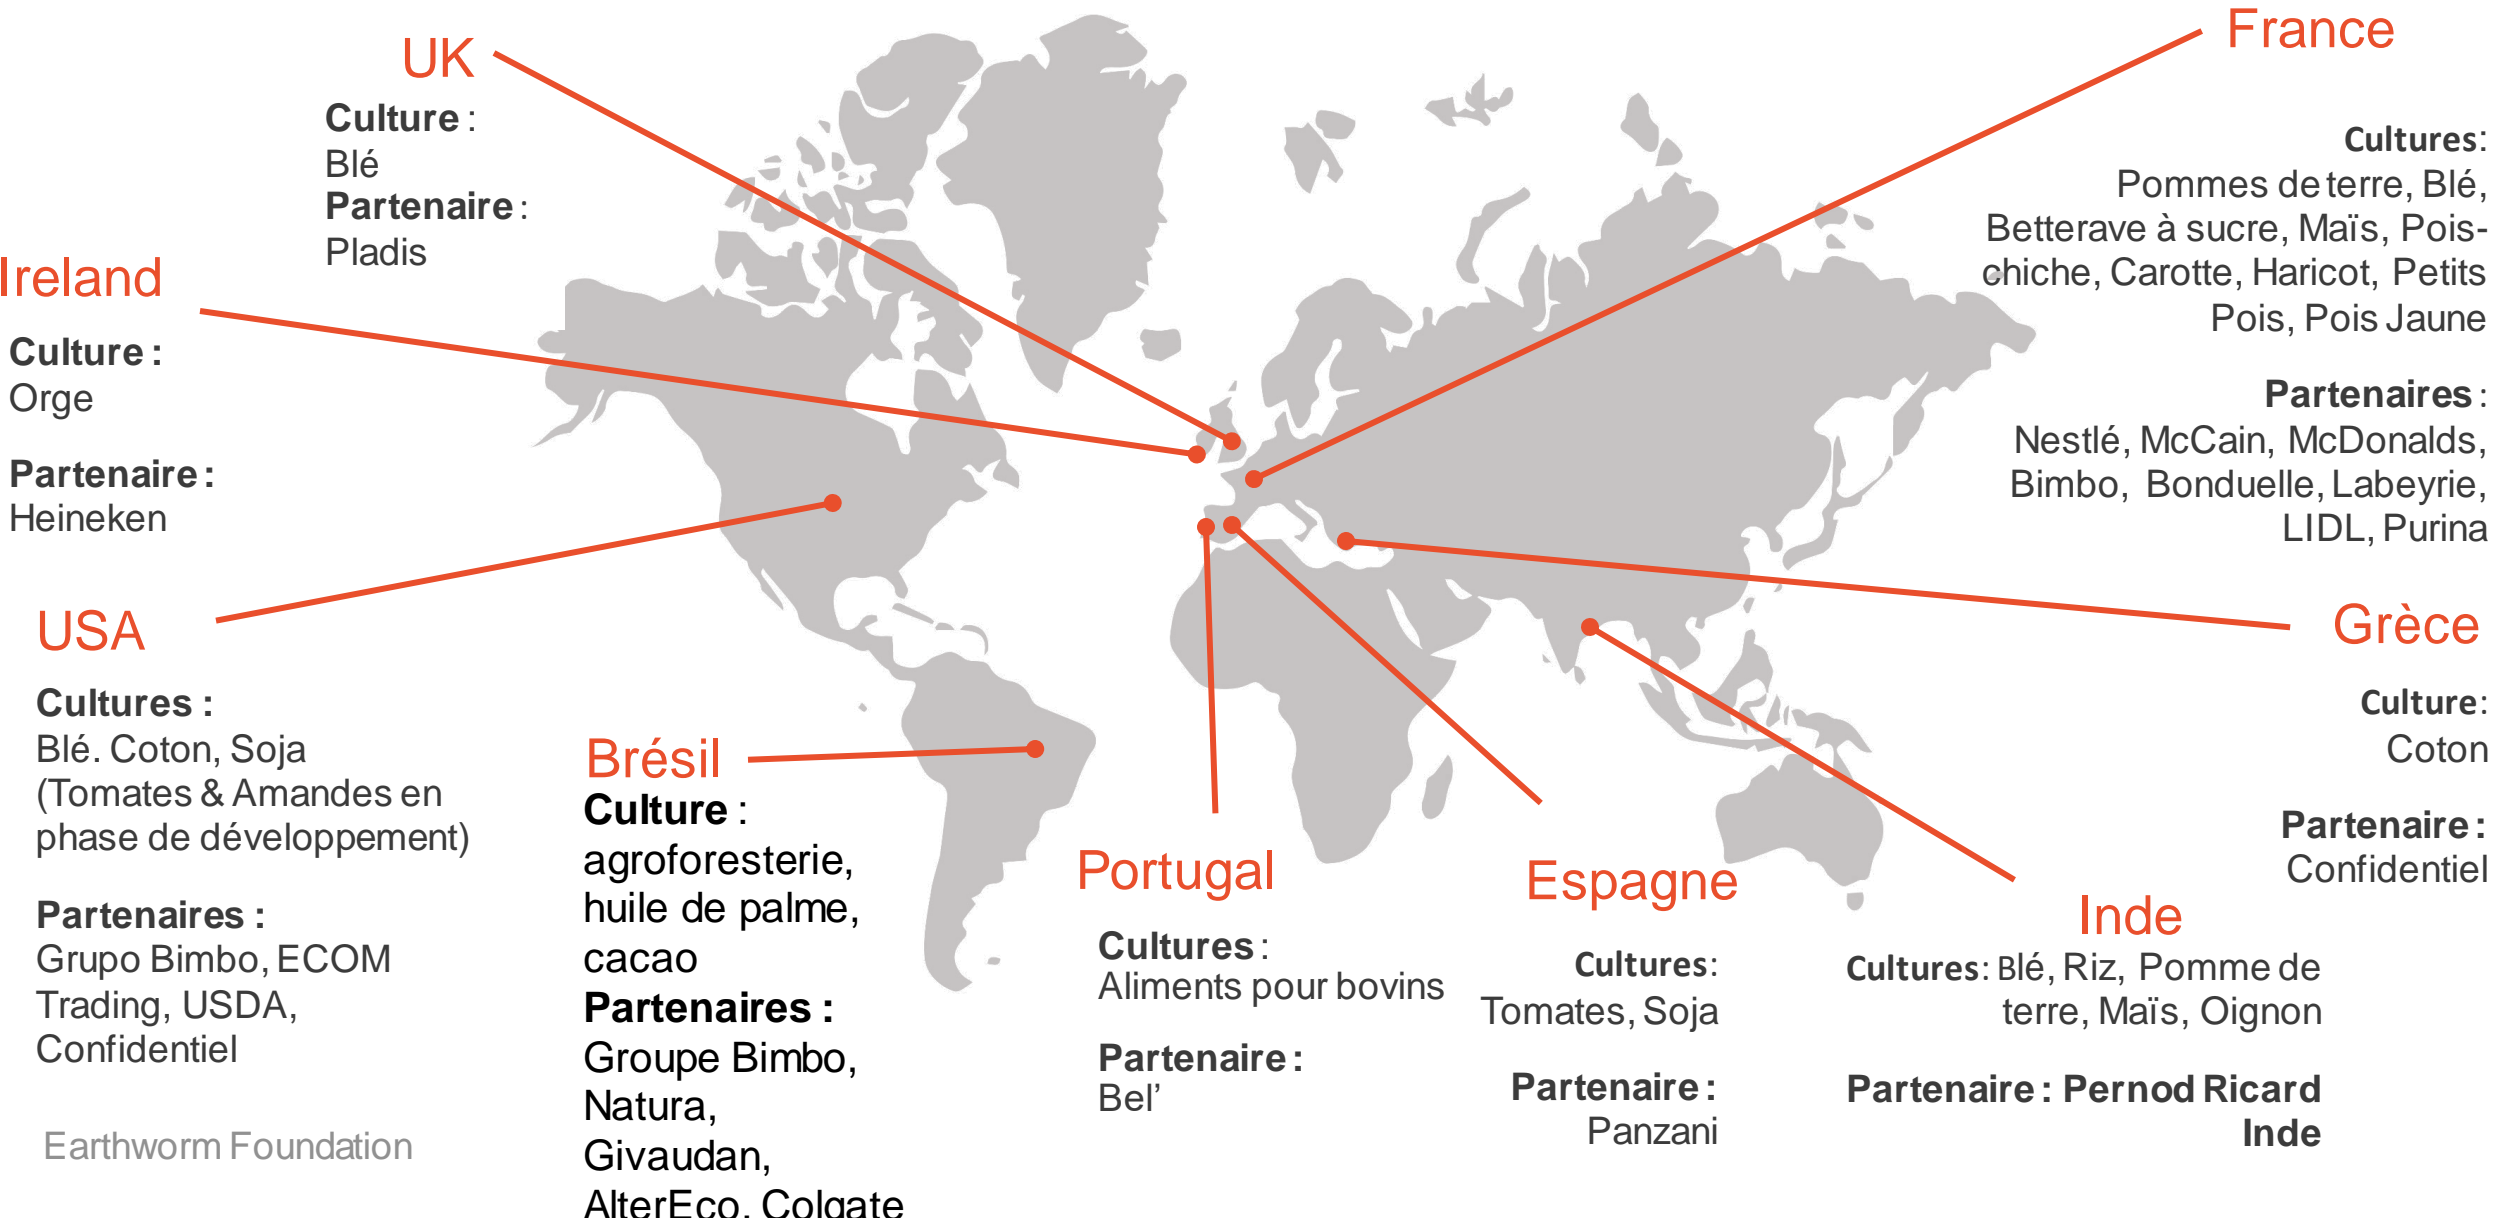 UK
Culture :
Blé
Partenaire :
Pladis
France
Cultures:
Pommes de terre, Blé,
Betterave à sucre, Maïs, Pois-
chiche, Carotte, Haricot, Petits
Pois, Pois Jaune
Partenaires :
Nestlé, McCain, McDonalds,
Bimbo, Bonduelle, Labeyrie,
LIDL, Purina
Ireland
Culture :
Orge
Partenaire :
Heineken
USA
Cultures :
Blé. Coton, Soja
(Tomates & Amandes en
phase de développement)
Partenaires :
Grupo Bimbo, ECOM
Trading, USDA,
Confidentiel
Grèce
Culture:
Coton
Partenaire :
Confidentiel
Brésil
Culture :
agroforesterie,
huile de palme,
cacao
Partenaires :
Groupe Bimbo,
Natura,
Givaudan,
AlterEco, Colgate
Portugal
Cultures :
Aliments pour bovins
Partenaire :
Bel’
Espagne
Cultures:
Tomates, Soja
Partenaire :
Panzani
Inde
Cultures: Blé, Riz, Pomme de
terre, Maïs, Oignon
Partenaire : Pernod Ricard
Inde
Earthworm Foundation